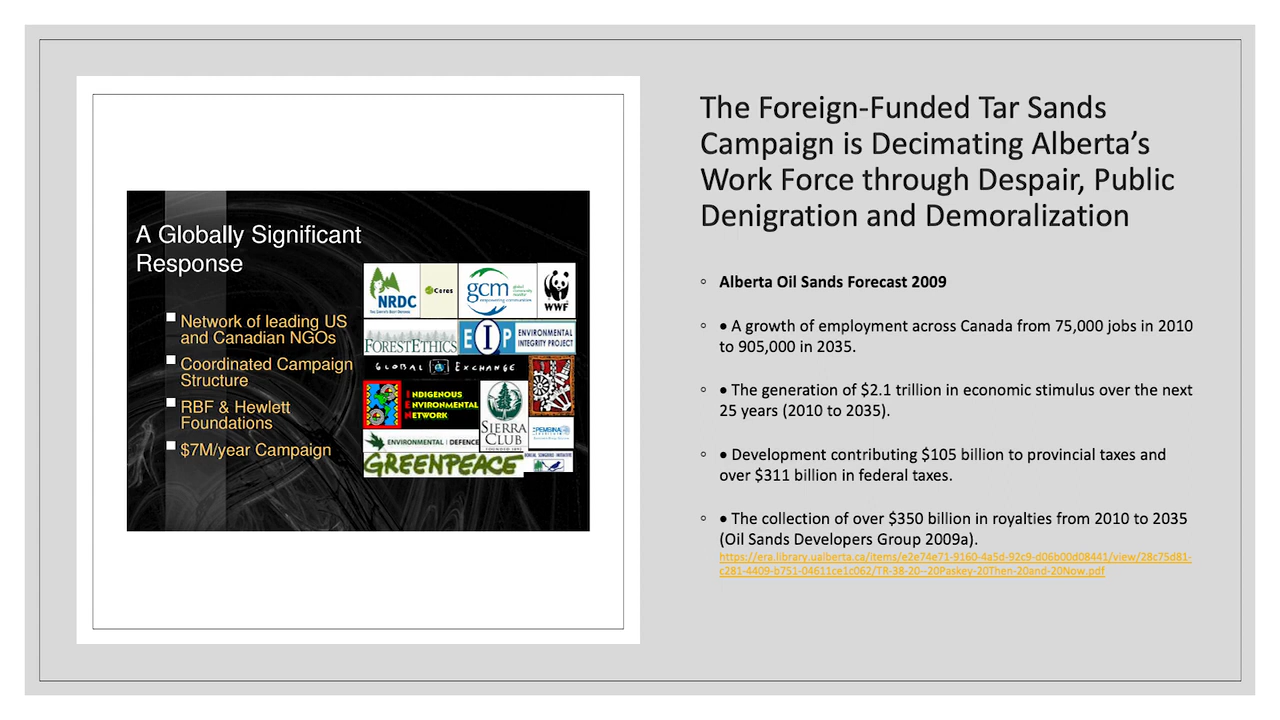 A Globally Significant
Response
Network of leading US
and Canadian NGOs
Coordinated Campaign
Structure
RBF & Hewlett
Foundations
$7M/year Campaign
NRDC
THE EARTH'S BEST DEFENSE
Ceres
gcm
WWF
FORESTETHICS
EIP ENVIRONMENTAL
INTEGRITY PROJECT
GLOBAL EXCHANGE
INDIGENOUS
ENVIRONMENTAL
NETWORK
SIERRA
CLUB
FOUNDED 1892
PEMBINA
ENVIRONMENTAL DEFENCE
GREENPEACE
The Foreign-Funded Tar Sands
Campaign is Decimating Alberta’s
Work Force through Despair, Public
Denigration and Demoralization
Alberta Oil Sands Forecast 2009
• A growth of employment across Canada from 75,000 jobs in 2010
to 905,000 in 2035.
• The generation of $2.1 trillion in economic stimulus over the next
25 years (2010 to 2035).
• Development contributing $105 billion to provincial taxes and
over $311 billion in federal taxes.
• The collection of over $350 billion in royalties from 2010 to 2035
(Oil Sands Developers Group 2009a).
https://era.library.ualberta.ca/items/e2e74e71-9160-4a5d-92c9-d06b00d08441/view/28c75d81-
c281-4409-b751-04611ce1c062/TR-38-20--20Paskey-20Then-20and-20Now.pdf